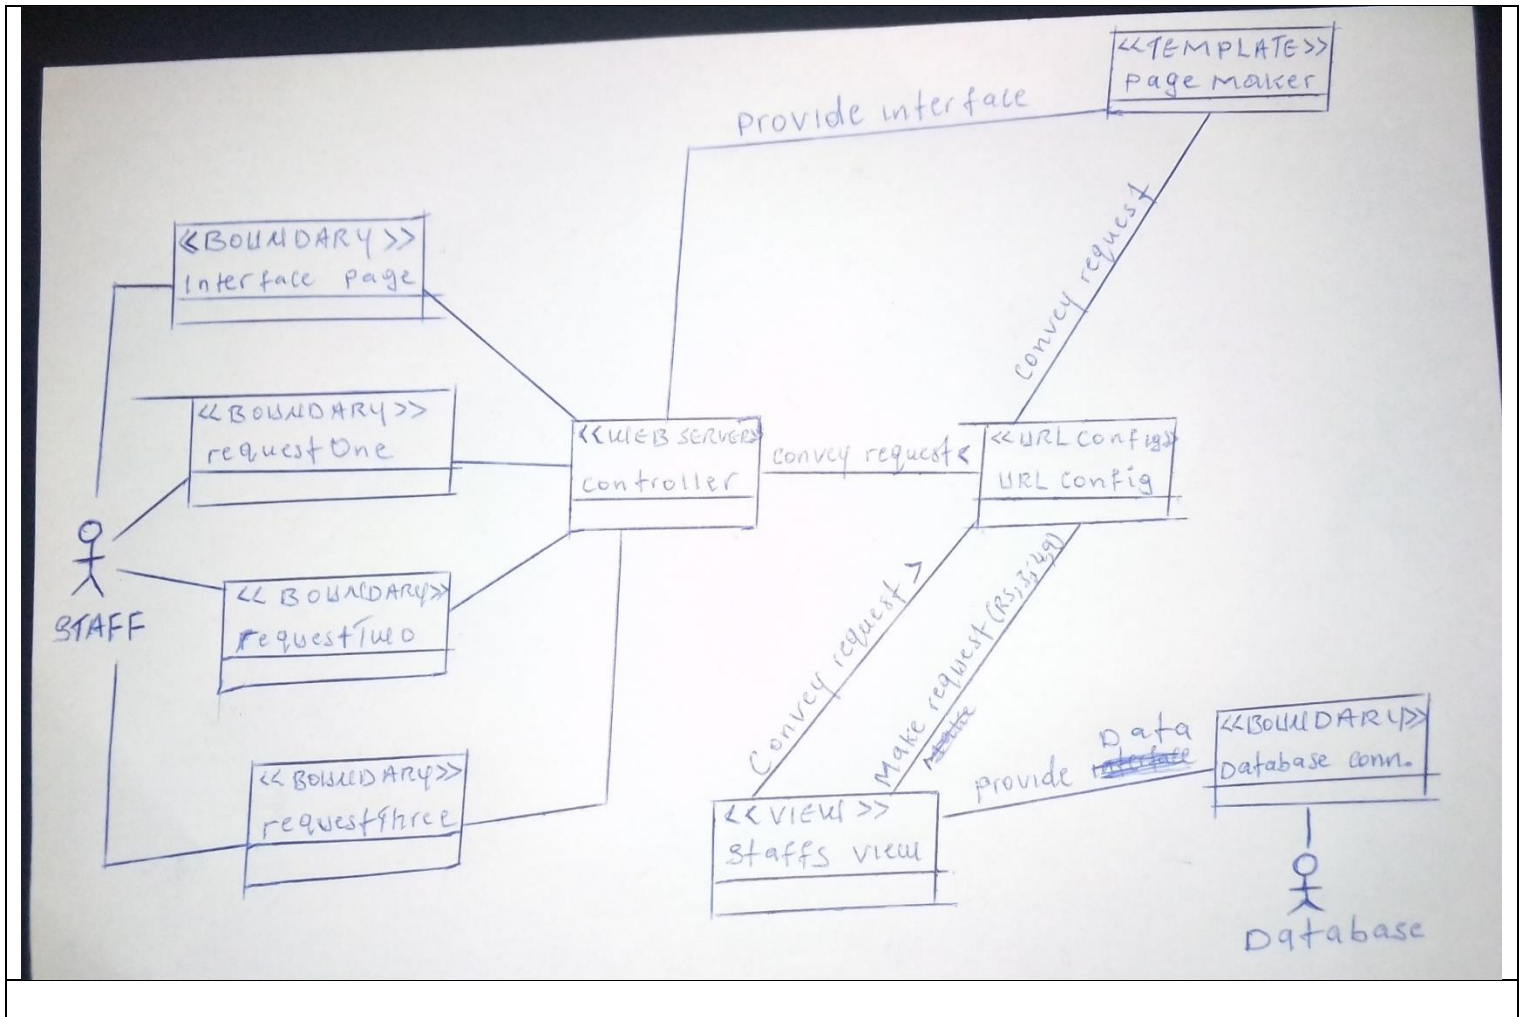 <<TEMPLATE>>
Page Maker
Provide interface
convey request
<<BOUNDARY>>
Interface page
<<BOUNDARY>>
requestOne
<<WEB SERVER>>
controller
convey request <
<<URL Config>>
URL Config
STAFF
<<BOUNDARY>>
requestTwo
Convey request >
Make request
<<BOUNDARY>>
requestThree
<<VIEW>>
Staffs view
provide Data
<<BOUNDARY>>
Database conn.
Database